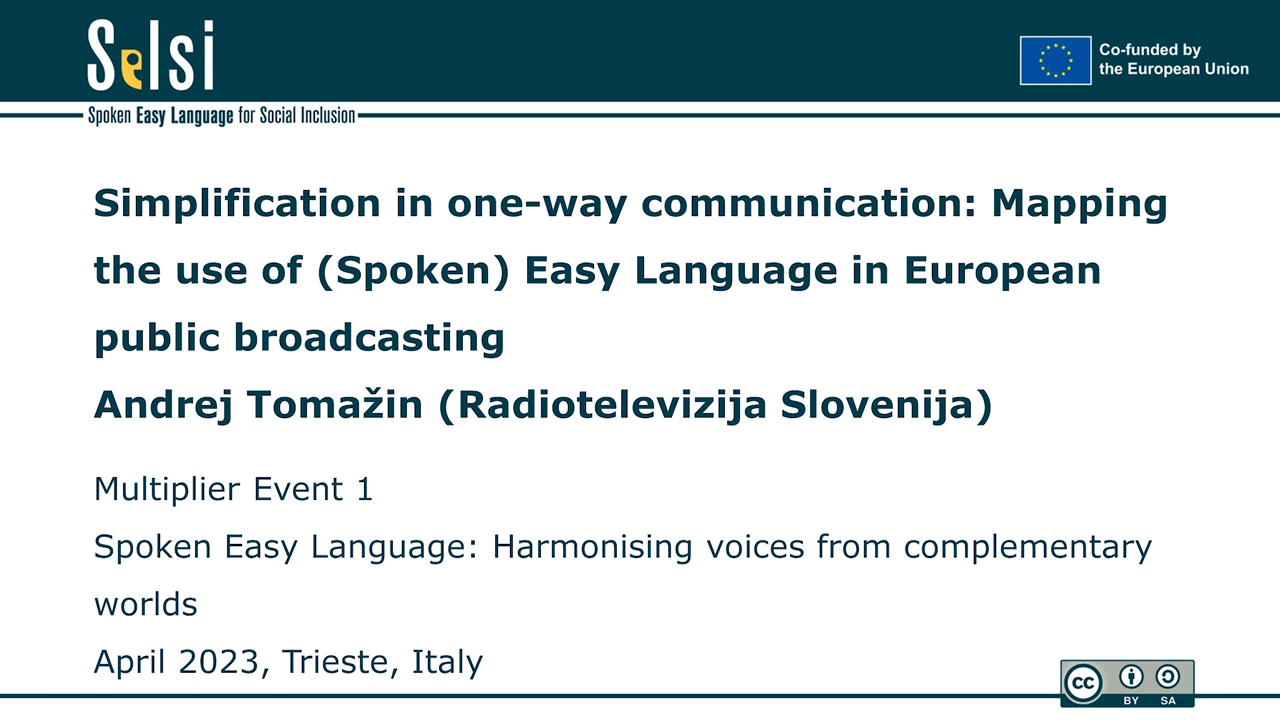 Selsi
Co-funded by
the European Union
Spoken Easy Language for Social Inclusion
Simplification in one-way communication: Mapping
the use of (Spoken) Easy Language in European
public broadcasting
Andrej Tomažin (Radiotelevizija Slovenija)
Multiplier Event 1
Spoken Easy Language: Harmonising voices from complementary
worlds
April 2023, Trieste, Italy
cc
BY SA